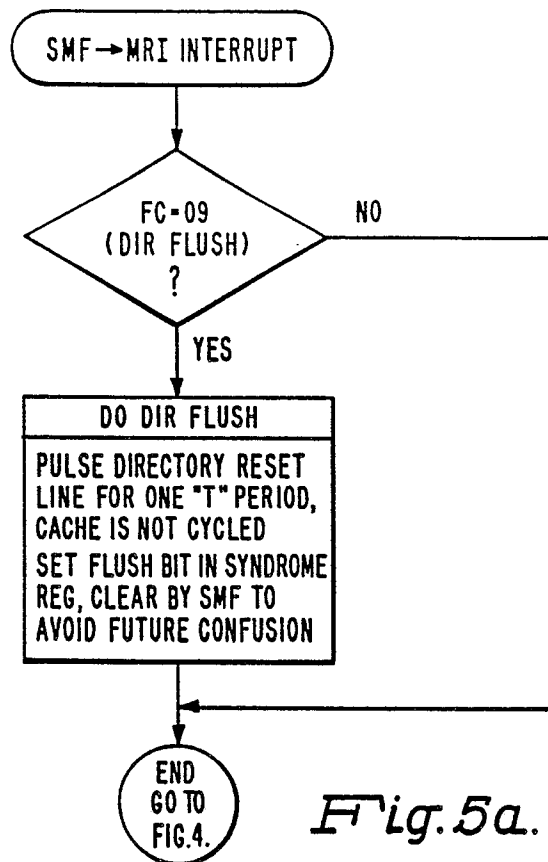 SMF→MRI INTERRUPT
FC=09
(DIR FLUSH)
?
NO
YES
DO DIR FLUSH
PULSE DIRECTORY RESET
LINE FOR ONE "T" PERIOD,
CACHE IS NOT CYCLED
SET FLUSH BIT IN SYNDROME
REG, CLEAR BY SMF TO
AVOID FUTURE CONFUSION
END
GO TO
FIG.4.
Fig.5a.